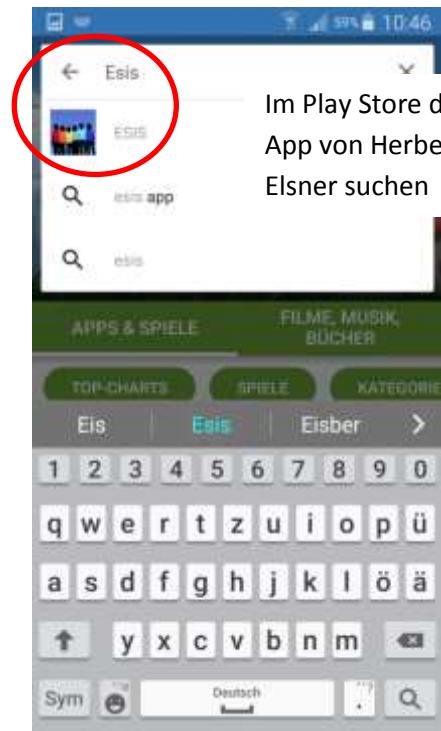 59% 10:46
Esis
Im Play Store d
ESIS
App von Herbe
esis app
Elsner suchen
esis
APPS & SPIELE
FILME, MUSIK,
BÜCHER
TOP-CHARTS SPIELE KATEGORIE
Eis Esis Eisber
1 2 3 4 5 6 7 8 9 0
q w e r t z u i o p ü
a s d f g h j k l ö ä
y x c v b n m
Sym Deutsch . ,?